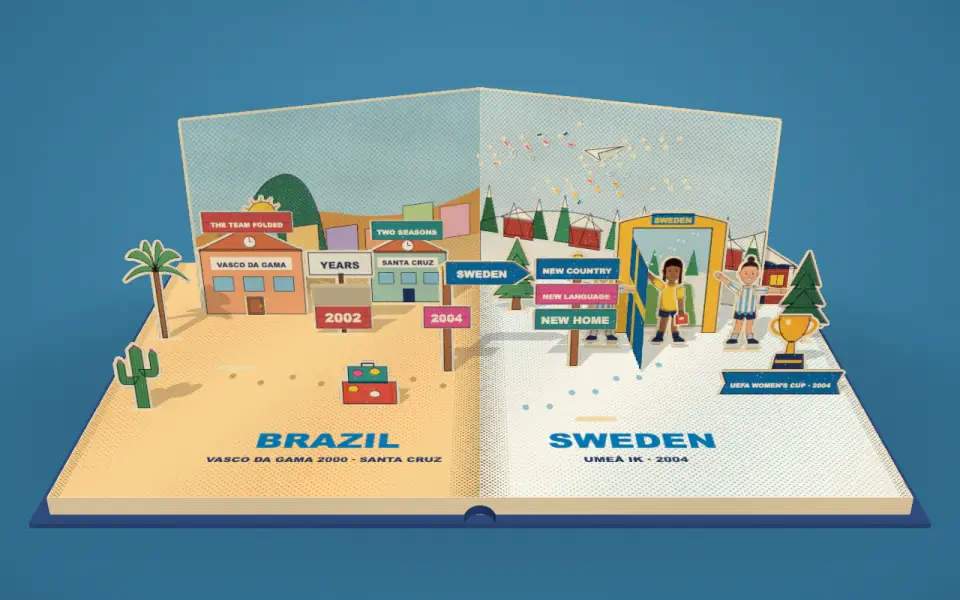 THE TEAM FOLDED
VASCO DA GAMA
YEARS
2002
TWO SEASONS
SANTA CRUZ
SWEDEN
2004
NEW COUNTRY
NEW LANGUAGE
NEW HOME
SWEDEN
UEFA WOMEN'S CUP · 2004
BRAZIL
VASCO DA GAMA 2000 · SANTA CRUZ
SWEDEN
UMEÅ IK · 2004